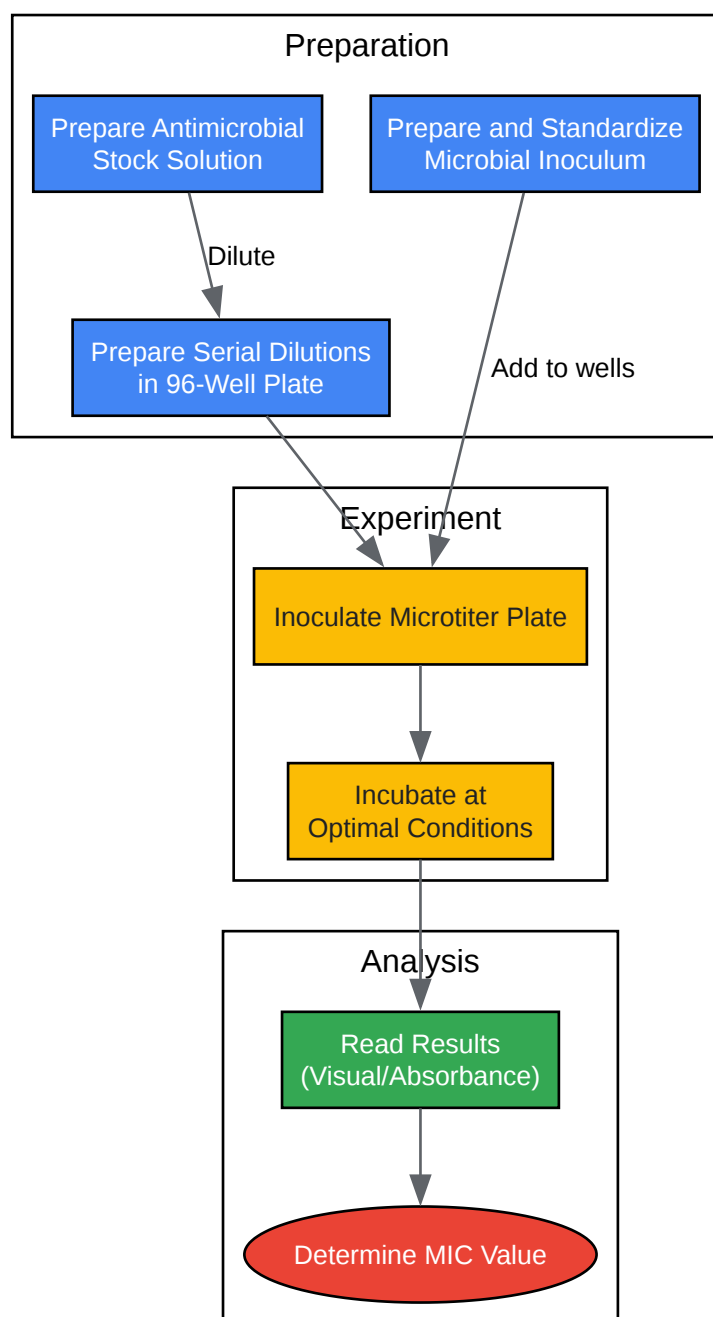 Preparation
Prepare Antimicrobial
Stock Solution
Prepare and Standardize
Microbial Inoculum
Dilute
Prepare Serial Dilutions
in 96-Well Plate
Add to wells
Experiment
Inoculate Microtiter Plate
Incubate at
Optimal Conditions
Analysis
Read Results
(Visual/Absorbance)
Determine MIC Value